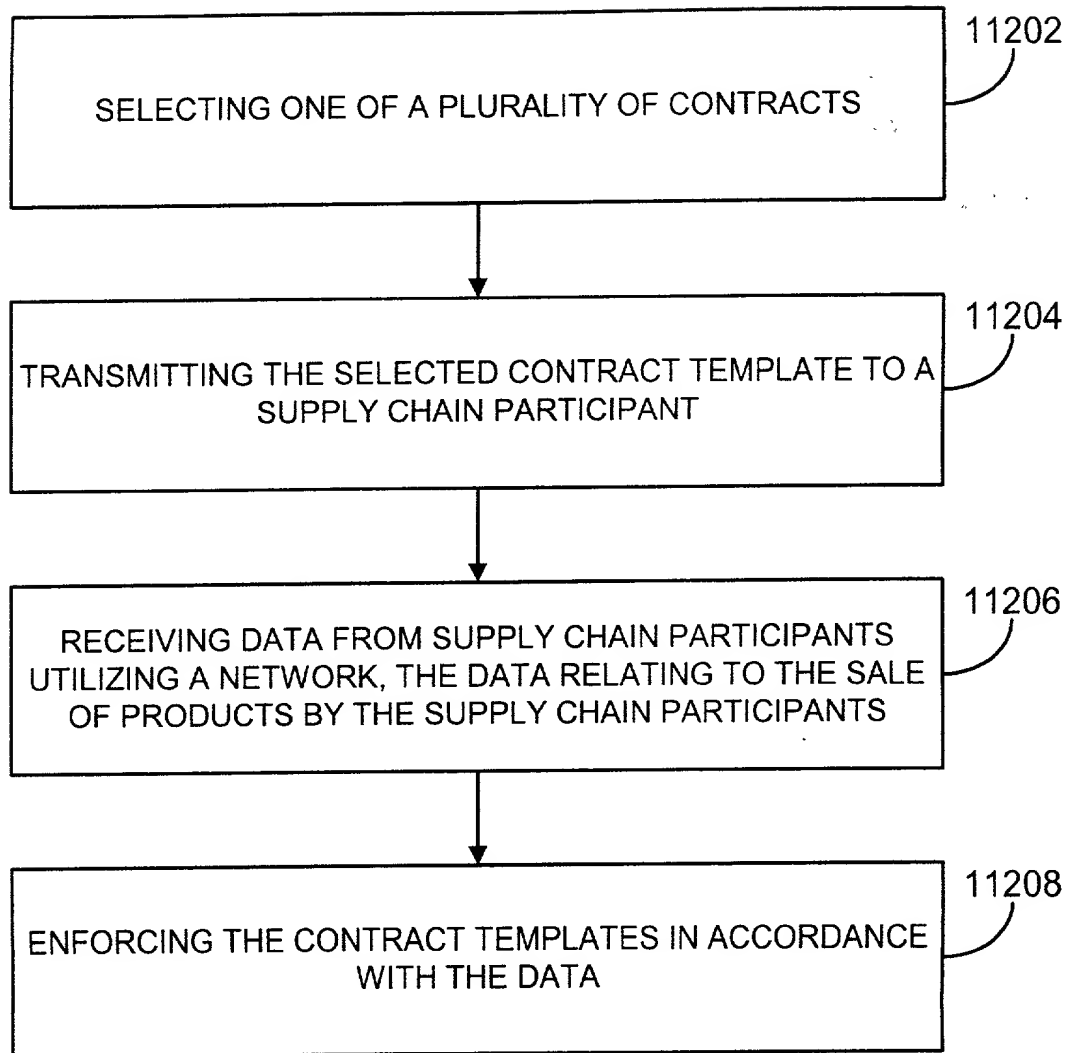 11202
SELECTING ONE OF A PLURALITY OF CONTRACTS
11204
TRANSMITTING THE SELECTED CONTRACT TEMPLATE TO A
SUPPLY CHAIN PARTICIPANT
11206
RECEIVING DATA FROM SUPPLY CHAIN PARTICIPANTS
UTILIZING A NETWORK, THE DATA RELATING TO THE SALE
OF PRODUCTS BY THE SUPPLY CHAIN PARTICIPANTS
11208
ENFORCING THE CONTRACT TEMPLATES IN ACCORDANCE
WITH THE DATA